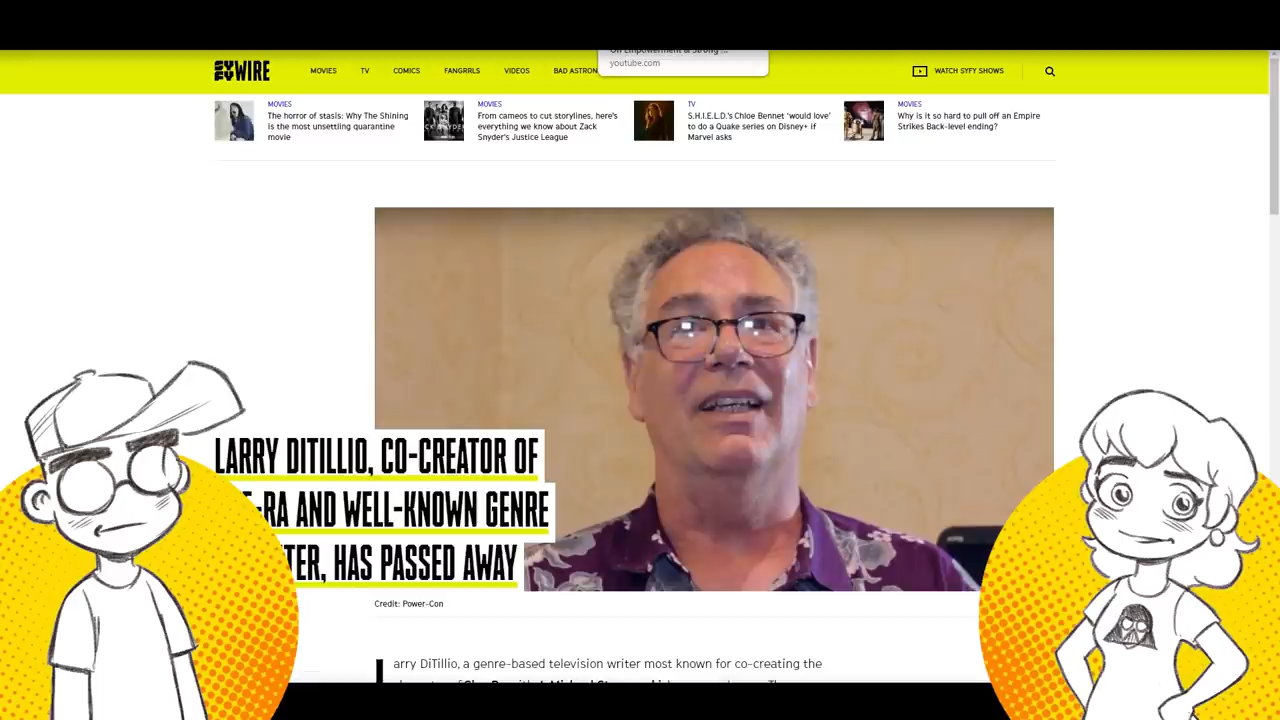 On Empowerment & Strong ...
youtube.com
SYFY WIRE
MOVIES TV COMICS FANGRRLS VIDEOS BAD ASTRON
WATCH SYFY SHOWS
MOVIES
The horror of stasis: Why The Shining
is the most unsettling quarantine
movie
MOVIES
From cameos to cut storylines, here's
everything we know about Zack
Snyder's Justice League
TV
S.H.I.E.L.D.'s Chloe Bennet 'would love'
to do a Quake series on Disney+ if
Marvel asks
MOVIES
Why is it so hard to pull off an Empire
Strikes Back-level ending?
LARRY DITILLIO, CO-CREATOR OF
-RA AND WELL-KNOWN GENRE
TER, HAS PASSED AWAY
Credit: Power-Con
arry DiTillio, a genre-based television writer most known for co-creating the